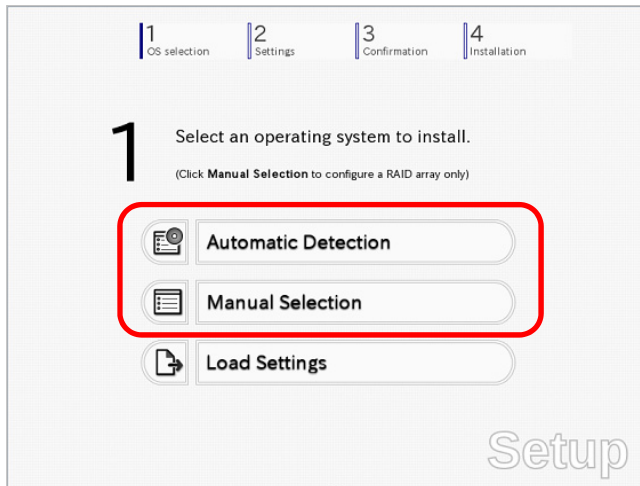 1 2 3 4
OS selection Settings Confirmation Installation
1 Select an operating system to install.
(Click Manual Selection to configure a RAID array only)
Automatic Detection
Manual Selection
Load Settings
Setup